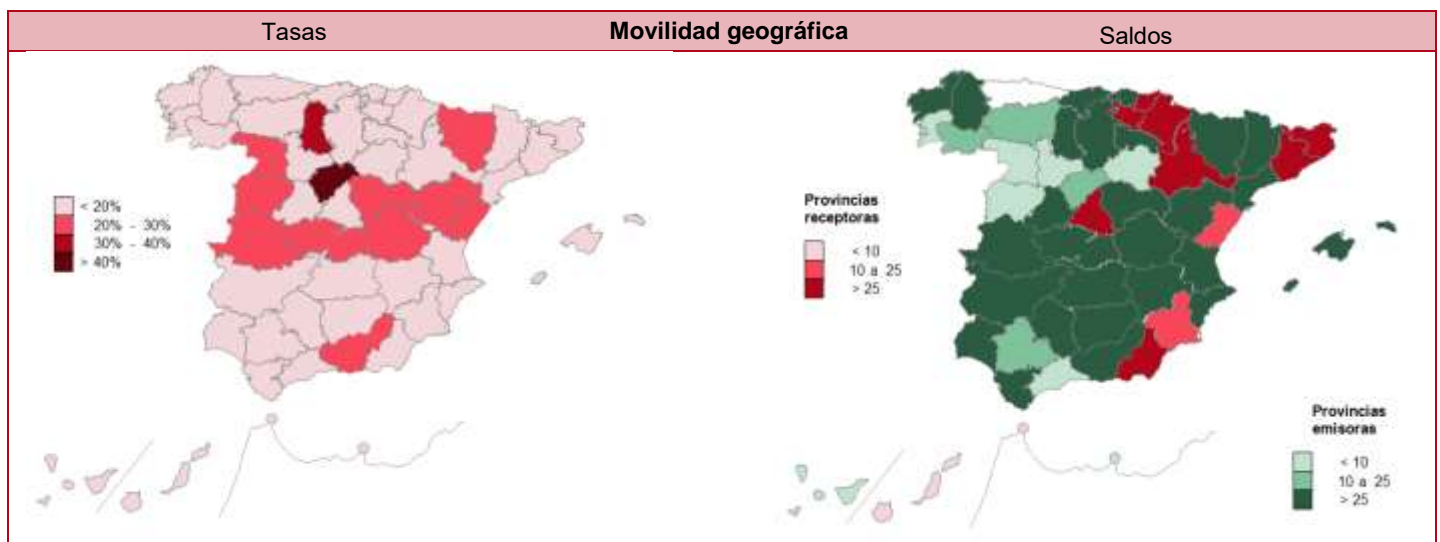 Tasas Movilidad geográfica Saldos
< 20%
20% - 30%
30% - 40%
> 40%
Provincias
receptoras
< 10
10 a 25
> 25
Provincias
emisoras
< 10
10 a 25
> 25